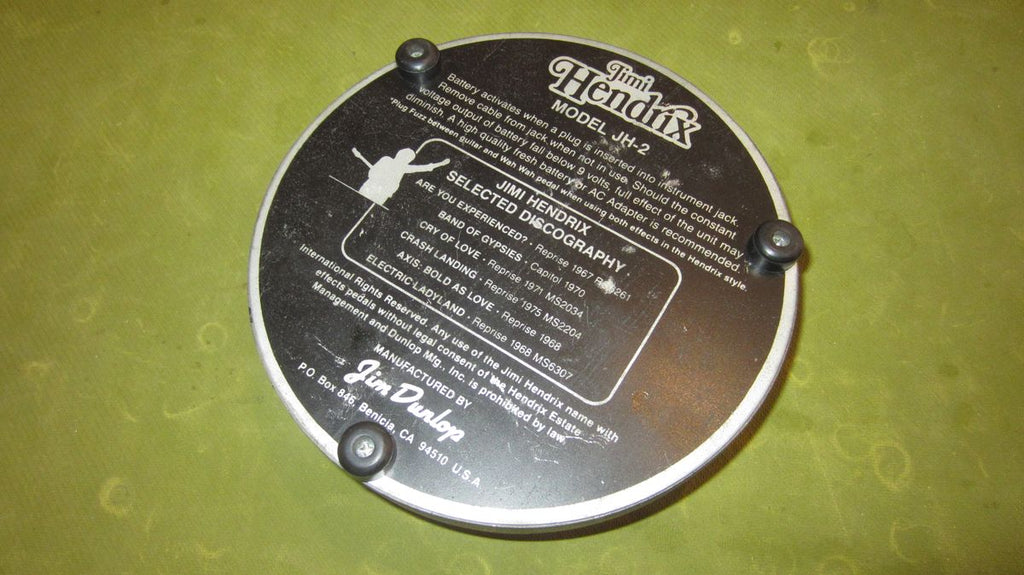 Jimi
Hendrix
MODEL JH-2
Battery activates when a plug is inserted into instrument jack.
Remove cable from jack when not in use. Should the constant
voltage output of battery fall below 9 volts, full effect of the unit may
diminish. A high quality fresh battery or AC Adapter is recommended.
*Plug Fuzz between guitar and Wah Wah pedal when using both effects in the Hendrix style.
JIMI HENDRIX
SELECTED DISCOGRAPHY
ARE YOU EXPERIENCED? - Reprise 1967
BAND OF GYPSIES - Capitol 1970
CRY OF LOVE - Reprise 1971 MS2034
CRASH LANDING - Reprise 1975 MS2204
AXIS: BOLD AS LOVE - Reprise 1968
ELECTRIC LADYLAND - Reprise 1968 MS6307
International Rights Reserved. Any use of the Jimi Hendrix name with
effects pedals without legal consent of the Hendrix Estate
Management and Dunlop Mfg., Inc. is prohibited by law.
MANUFACTURED BY
Jim Dunlop
P.O. Box 846, Benicia, CA 94510 U.S.A